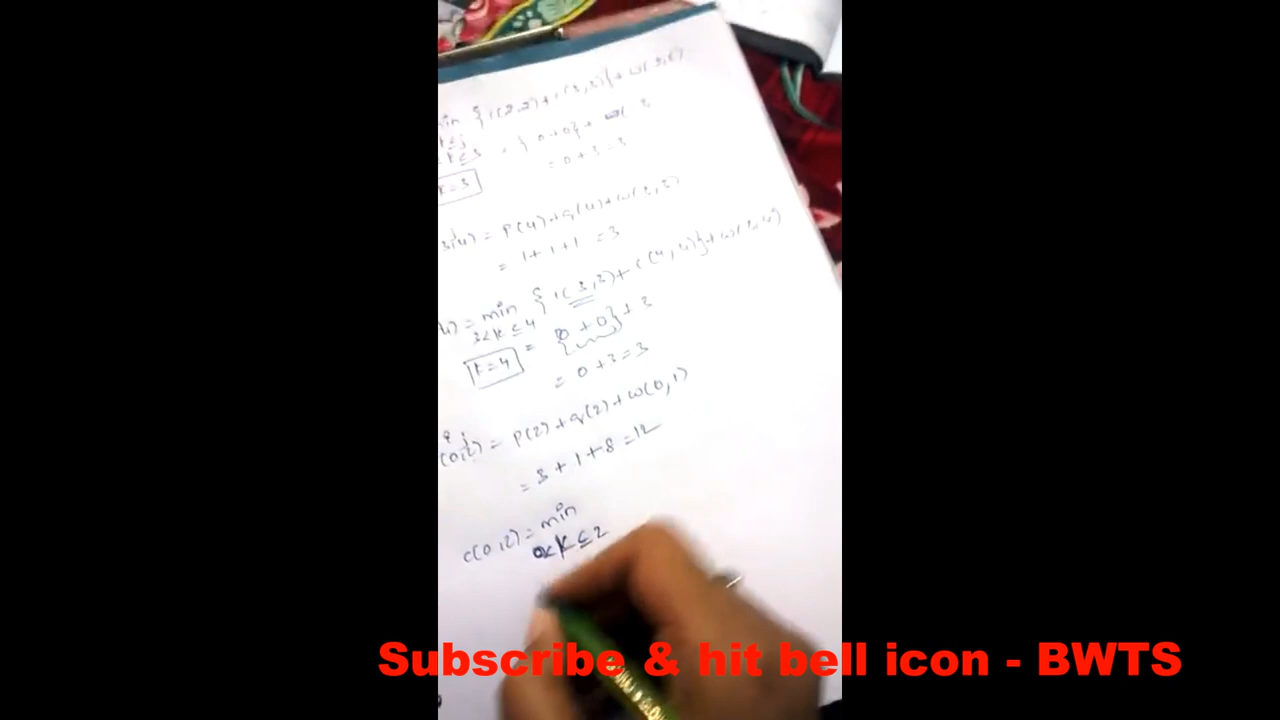 min {c(2,2)+c(3,3)}+w(2,3)
k≤3 = {0+0}+ 3
k=3 = 0+3=3
3,4) = P(4)+q(4)+w(3,3)
= 1+1+1 =3
4) = min {c(3,3)+c(4,4)}+w(3,4)
3<k≤4
k=4 = {0+0}+3
= 0+3=3
i j
(0,2) = P(2)+q(2)+w(0,1)
= 3+1+8=12
c(0,2)= min
0<k≤2
Subscribe & hit bell icon - BWTS